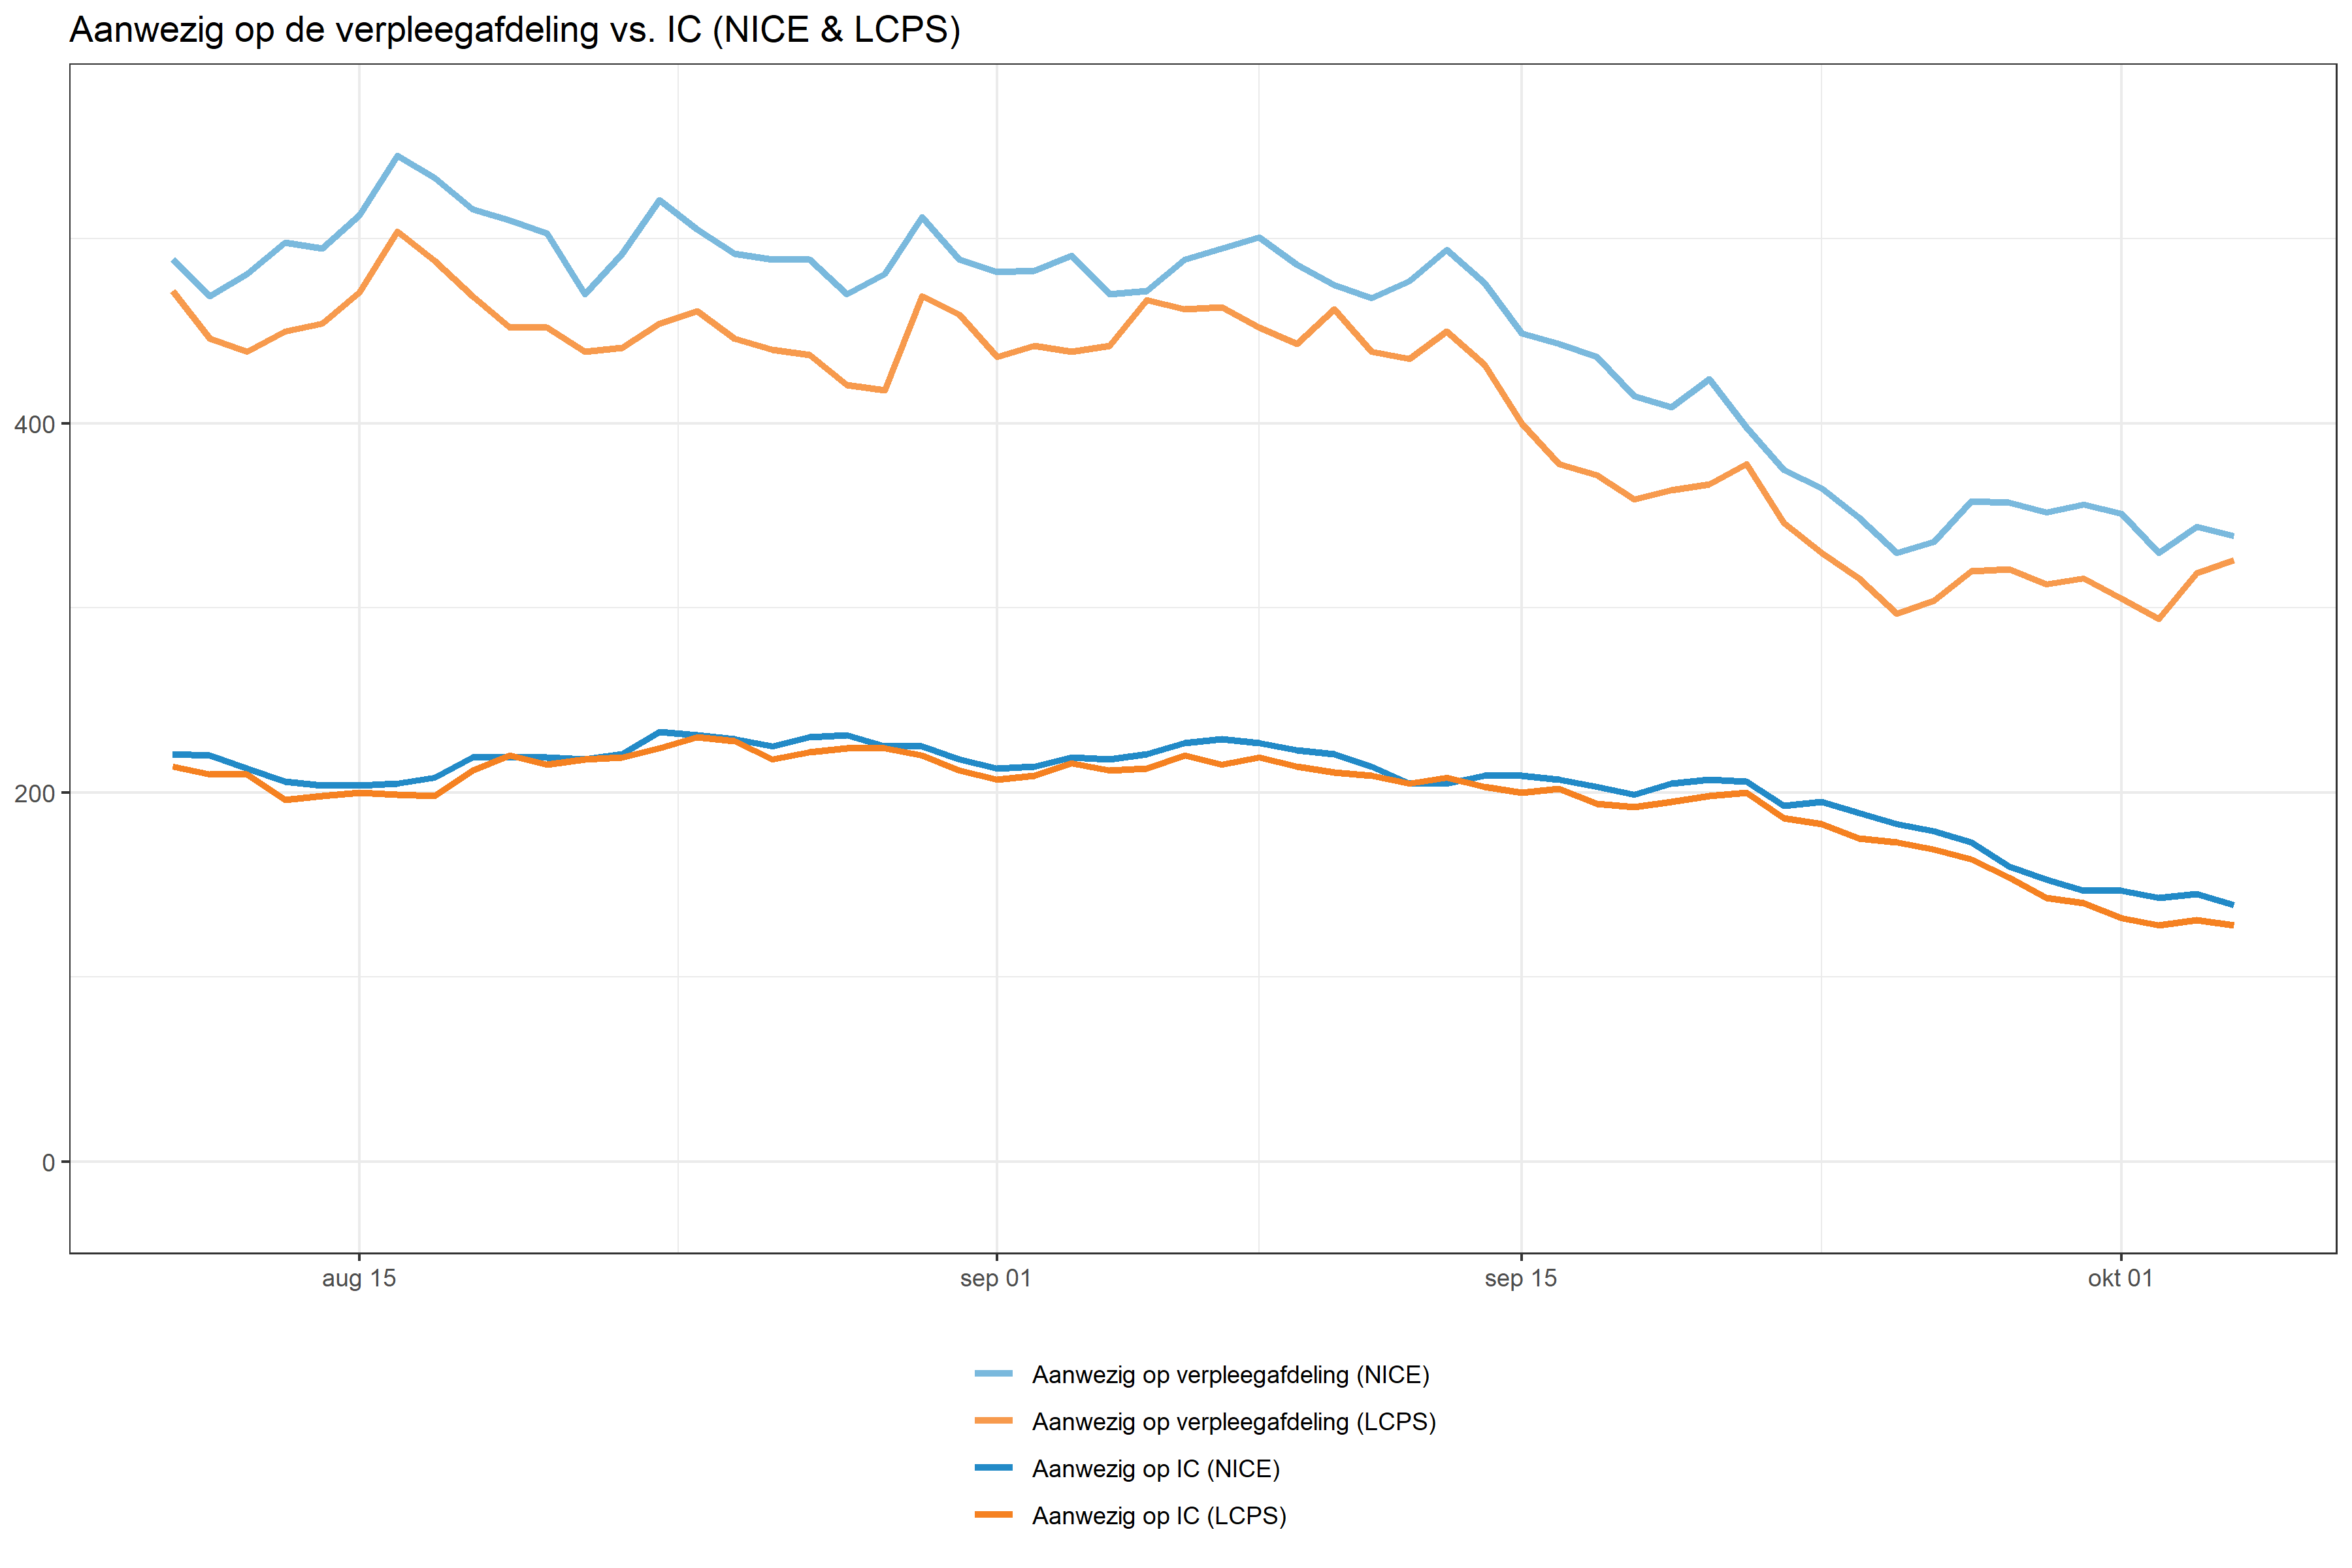 Aanwezig op de verpleegafdeling vs. IC (NICE & LCPS)
400
200
0
aug 15
sep 01
sep 15
okt 01
Aanwezig op verpleegafdeling (NICE)
Aanwezig op verpleegafdeling (LCPS)
Aanwezig op IC (NICE)
Aanwezig op IC (LCPS)